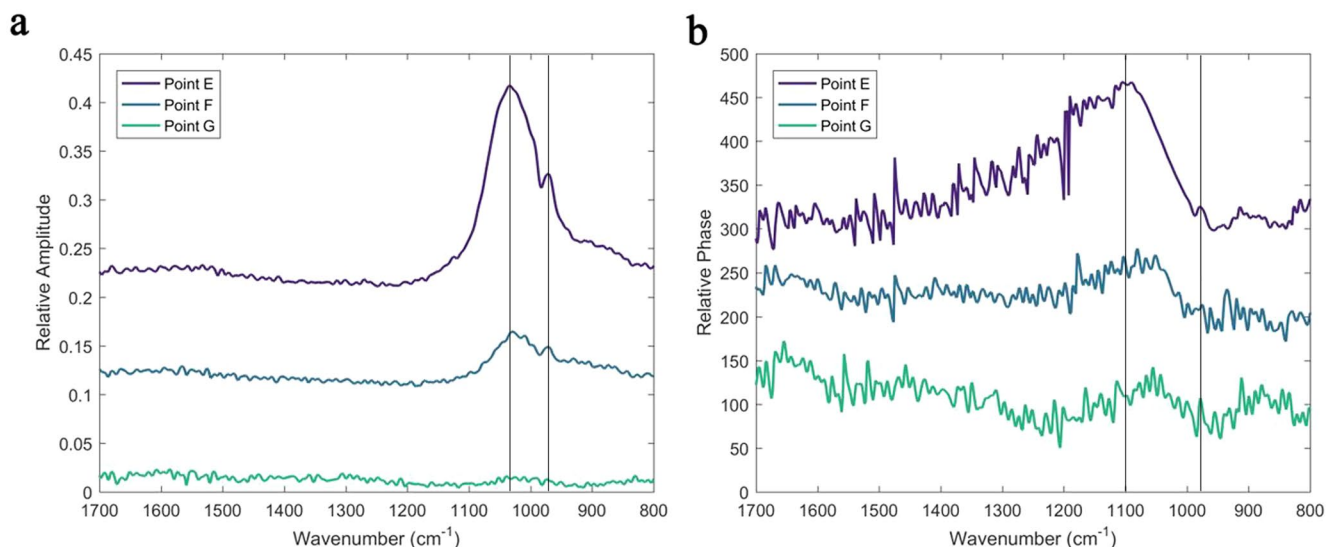 a
0.45
0.4
0.35
0.3
0.25
0.2
0.15
0.1
0.05
0
Relative Amplitude
Point E
Point F
Point G
1700 1600 1500 1400 1300 1200 1100 1000 900 800
Wavenumber (cm⁻¹)
b
500
450
400
350
300
250
200
150
100
50
0
Relative Phase
Point E
Point F
Point G
1700 1600 1500 1400 1300 1200 1100 1000 900 800
Wavenumber (cm⁻¹)